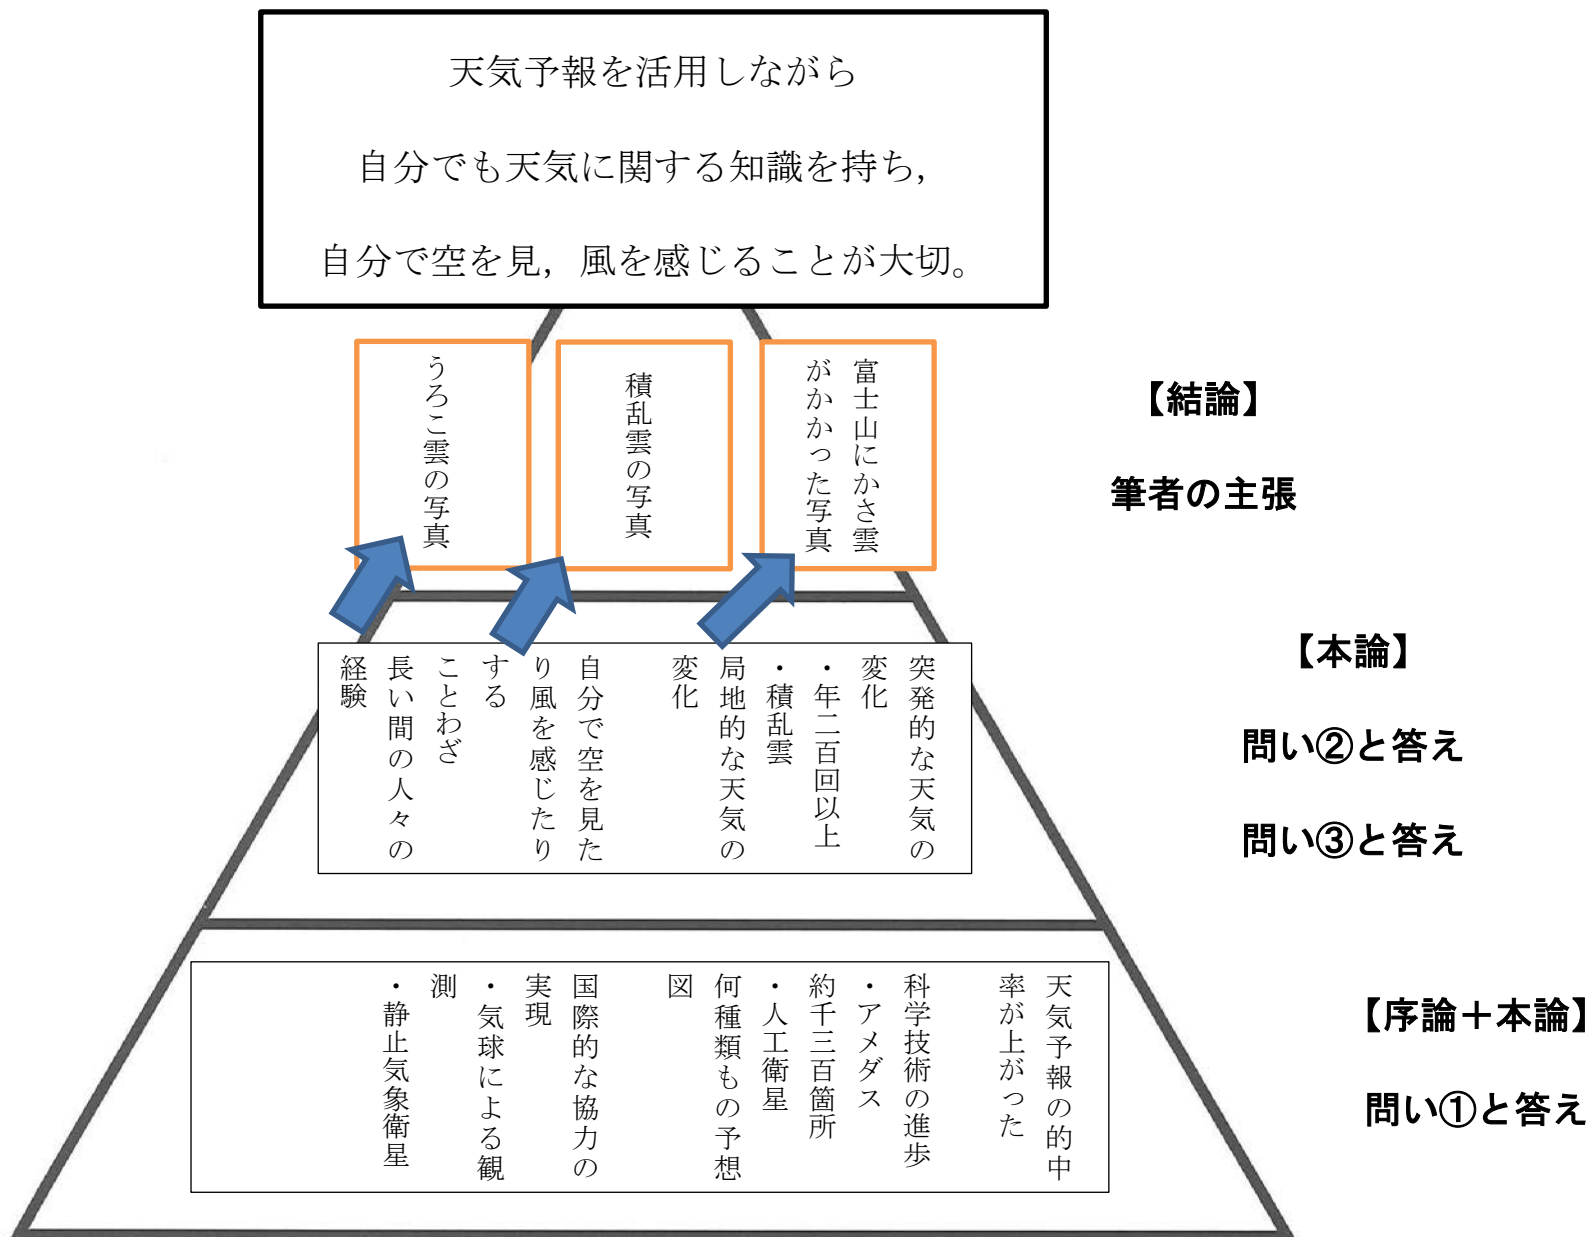 天気予報を活用しながら
自分でも天気に関する知識を持ち，
自分で空を見，風を感じることが大切。
富士山にかさ雲
がかかった写真
積乱雲の写真
うろこ雲の写真
【結論】
筆者の主張
突発的な天気の
変化
・年二百回以上
・積乱雲
局地的な天気の
変化
自分で空を見た
り風を感じたり
する
ことわざ
長い間の人々の
経験
【本論】
問い②と答え
問い③と答え
天気予報の的中
率が上がった
科学技術の進歩
・アメダス
約千三百箇所
・人工衛星
何種類もの予想
図
国際的な協力の
実現
・気球による観
測
・静止気象衛星
【序論＋本論】
問い①と答え